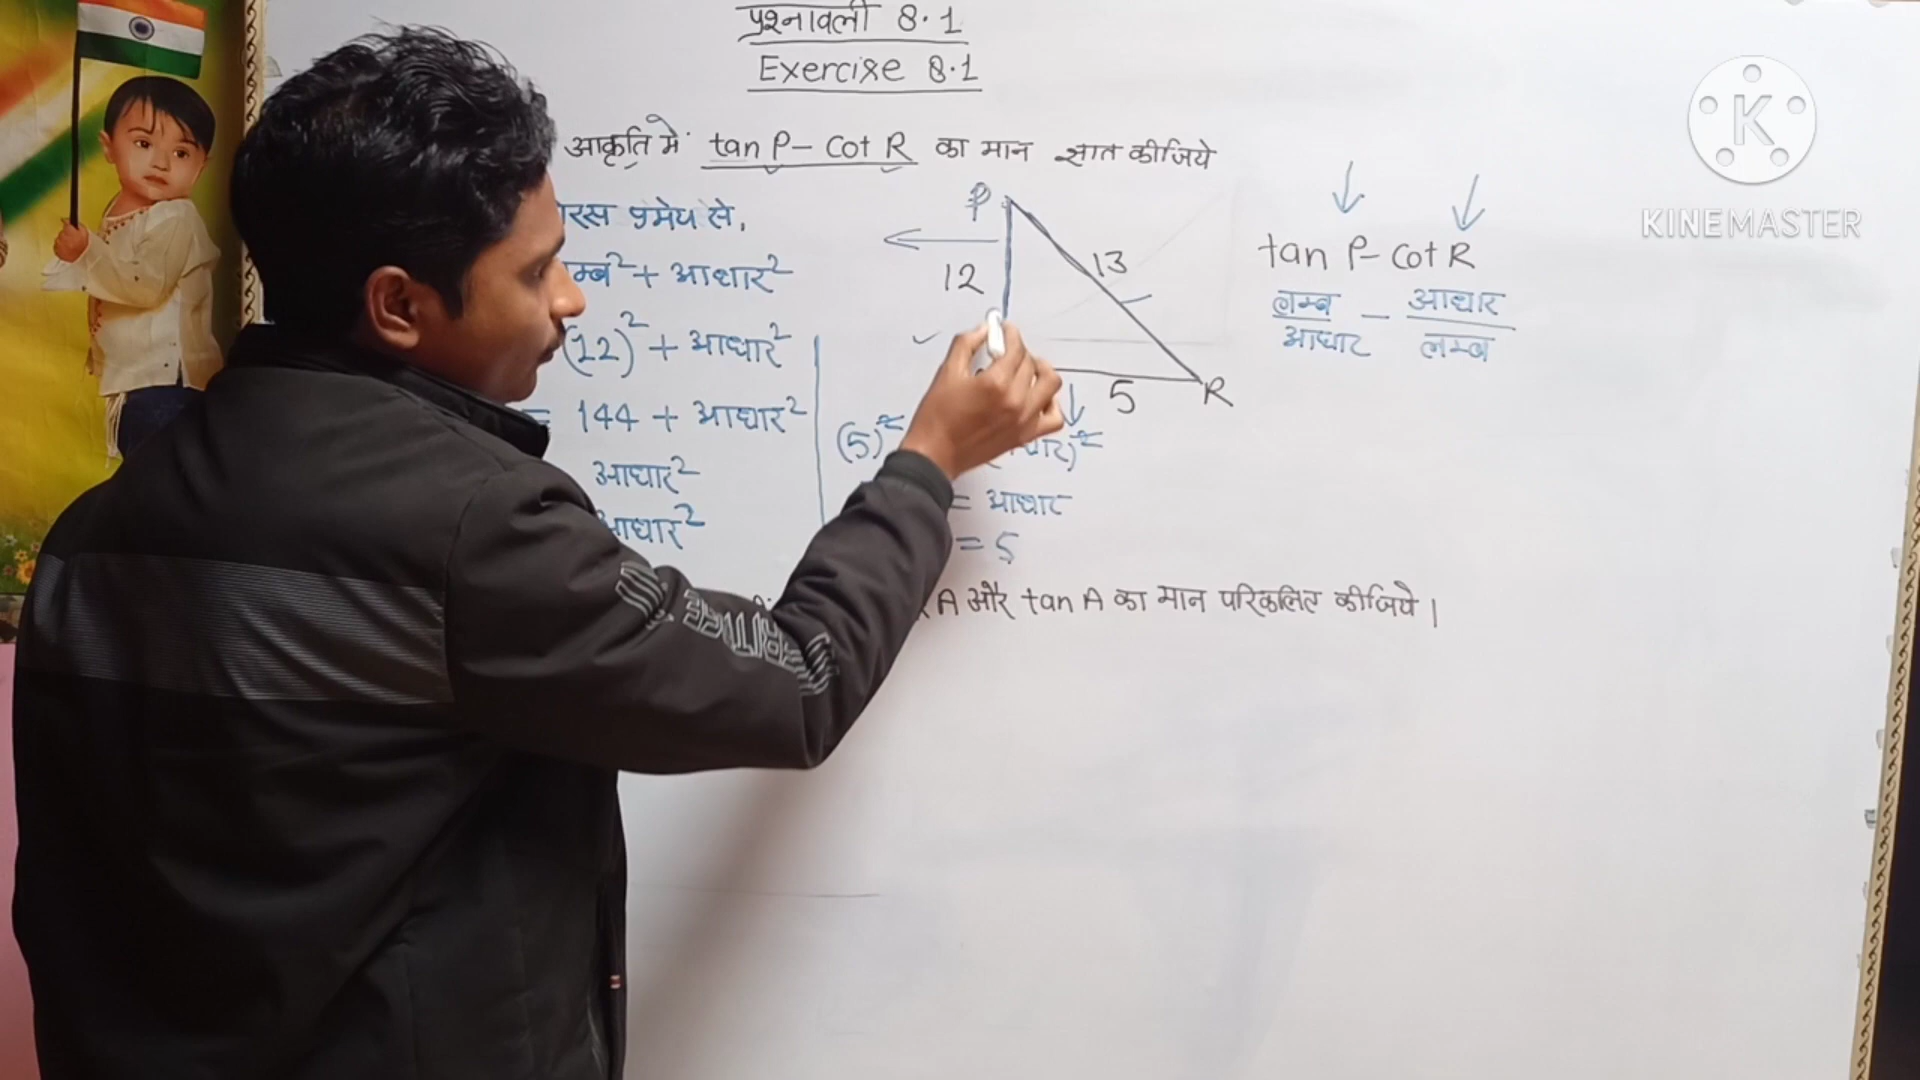 प्रश्नावली 8.1
Exercise 8.1
आकृति में tan P - Cot R का मान ज्ञात कीजिये
रस प्रमेय से,
म्ब² + आधार²
(12)² + आधार²
= 144 + आधार²
आधार²
आधार²
(5)²
= आधार
= 5
P
12
13
5
R
tan P - Cot R
लम्ब/आधार - आधार/लम्ब
A और tan A का मान परिकलित कीजिये।
K
KINEMASTER